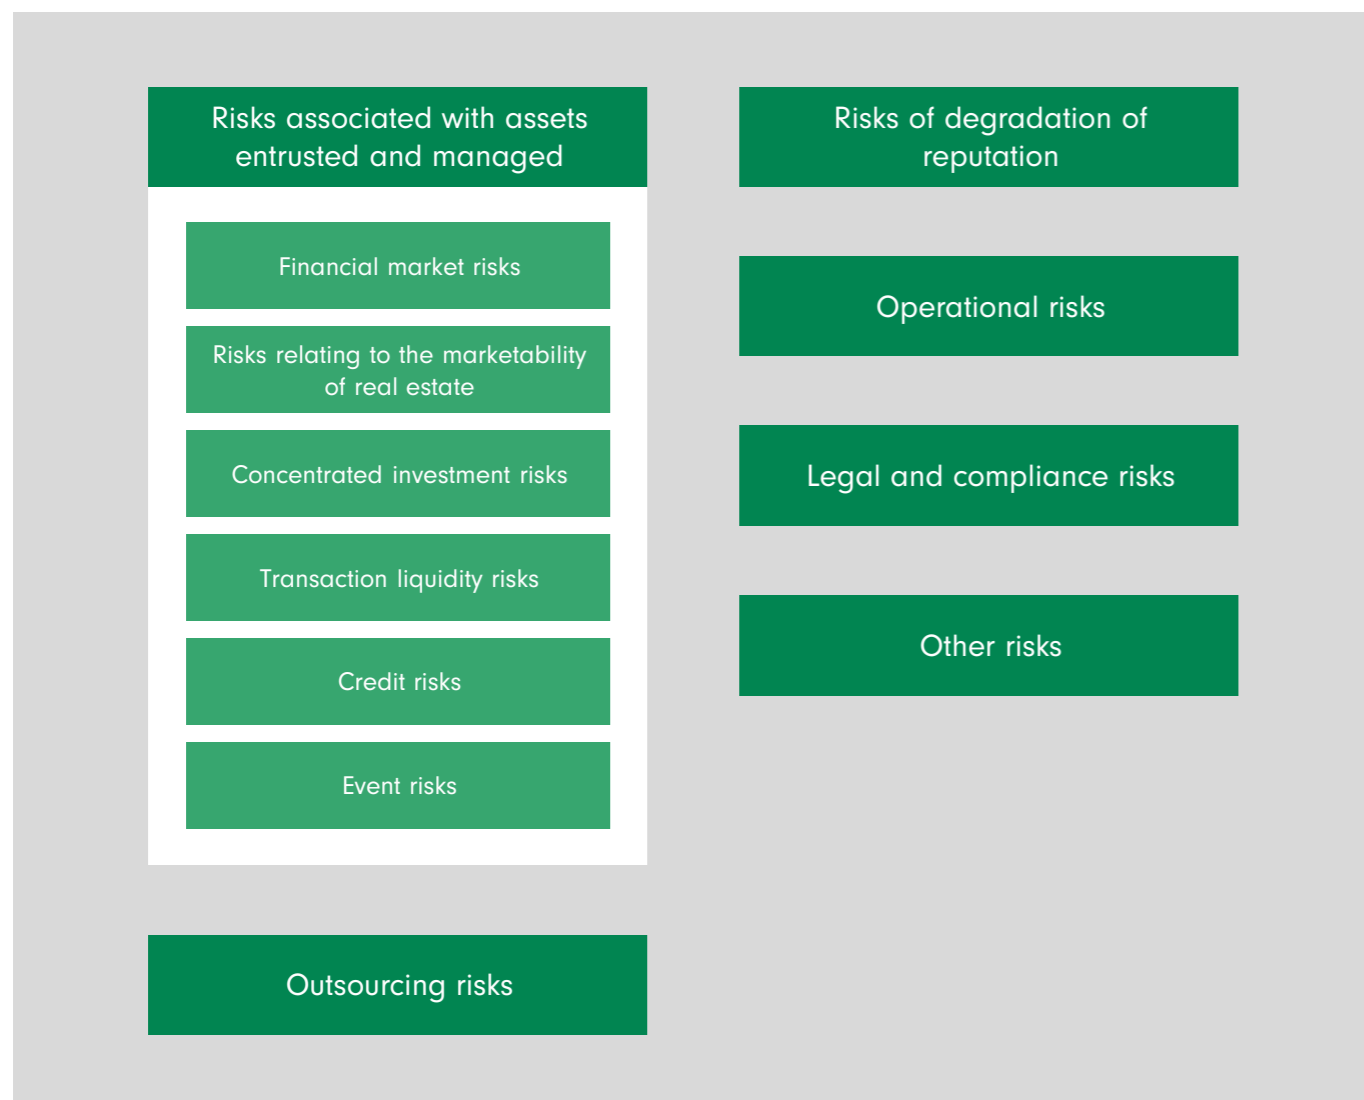 Risks associated with assets
entrusted and managed
Financial market risks
Risks relating to the marketability
of real estate
Concentrated investment risks
Transaction liquidity risks
Credit risks
Event risks
Outsourcing risks
Risks of degradation of
reputation
Operational risks
Legal and compliance risks
Other risks